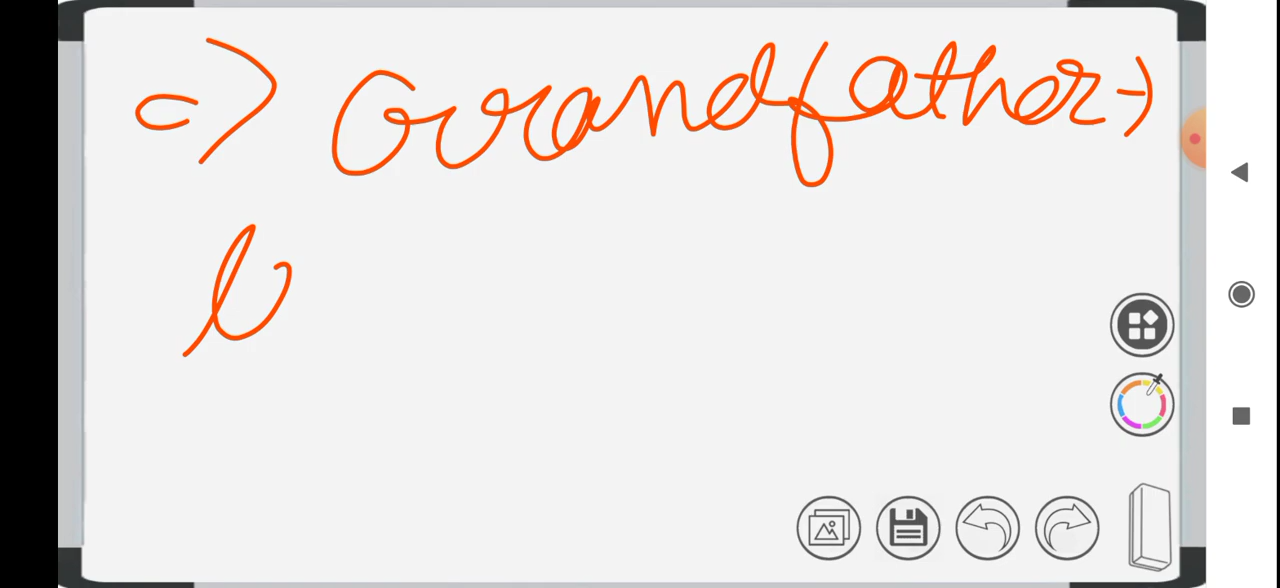 => Grandfather →